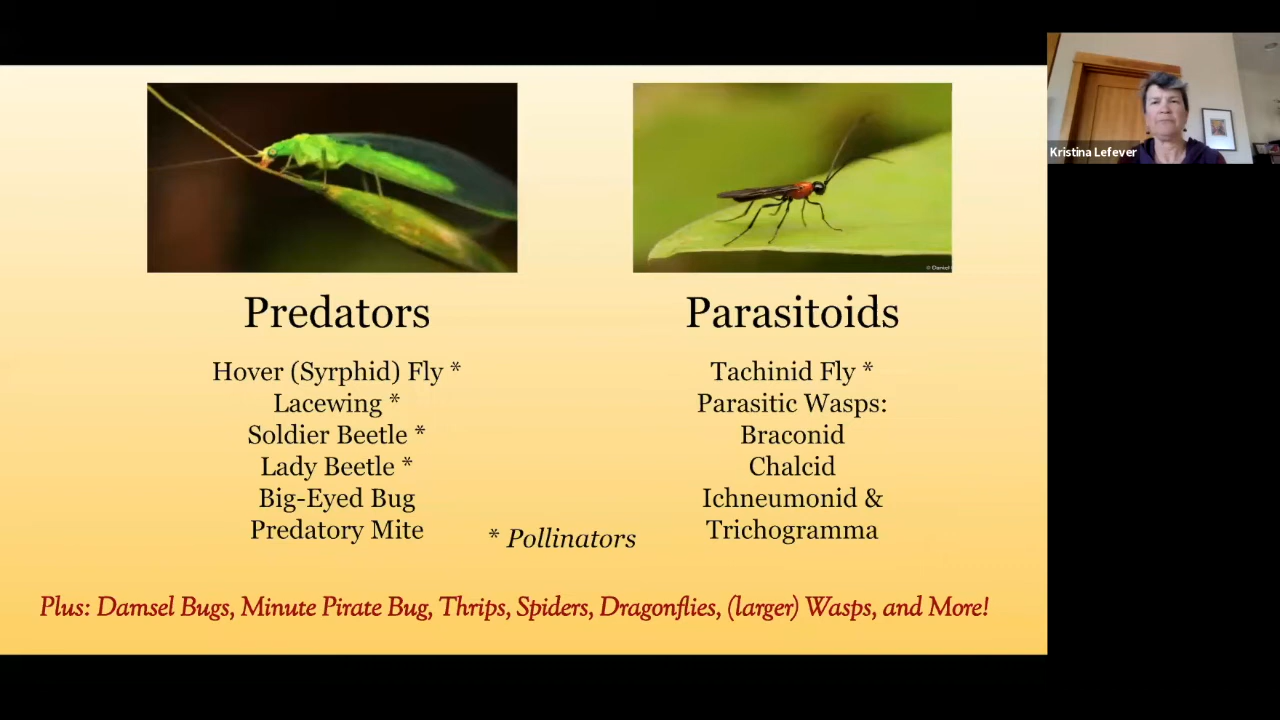 Kristina Lefever
© Daniel
Predators
Hover (Syrphid) Fly *
Lacewing *
Soldier Beetle *
Lady Beetle *
Big-Eyed Bug
Predatory Mite
* Pollinators
Parasitoids
Tachinid Fly *
Parasitic Wasps:
Braconid
Chalcid
Ichneumonid &
Trichogramma
Plus: Damsel Bugs, Minute Pirate Bug, Thrips, Spiders, Dragonflies, (larger) Wasps, and More!